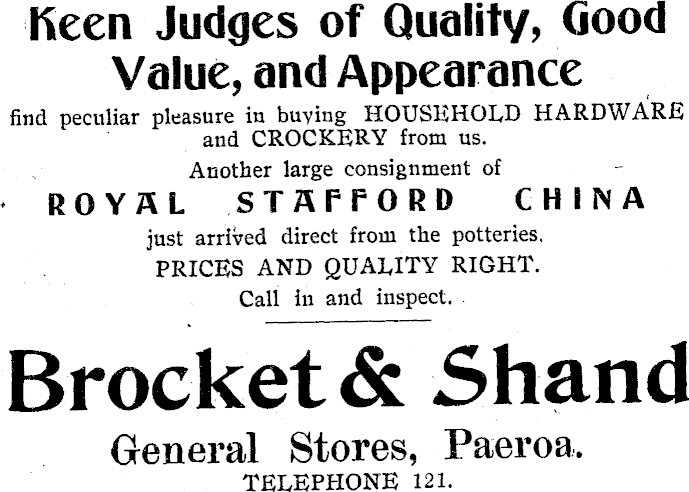 Keen Judges of Quality, Good
Value, and Appearance
find peculiar pleasure in buying HOUSEHOLD HARDWARE
and CROCKERY from us.
Another large consignment of
ROYAL STAFFORD CHINA
just arrived direct from the potteries.
PRICES AND QUALITY RIGHT.
Call in and inspect.
Brocket & Shand
General Stores, Paeroa.
TELEPHONE 121.